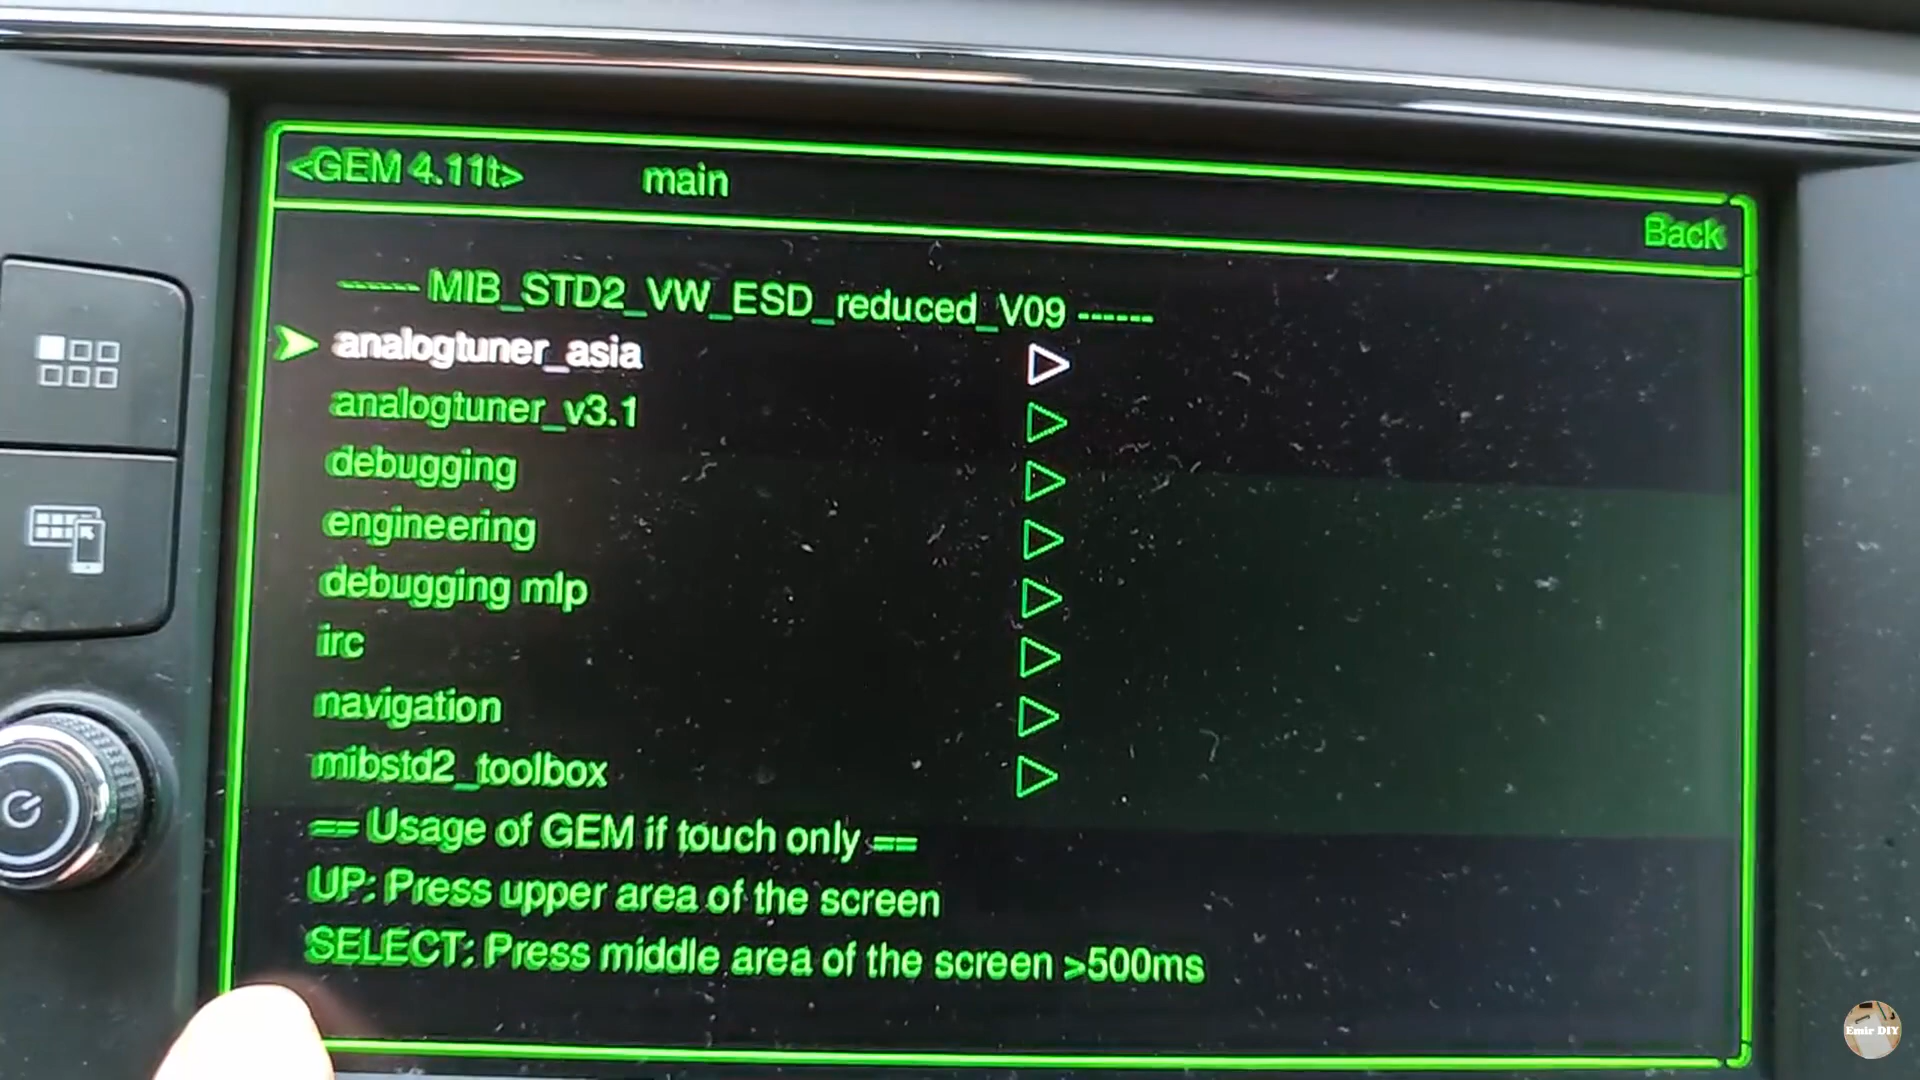 <GEM 4.11t> main
Back
------ MIB_STD2_VW_ESD_reduced_V09 ------
analogtuner_asia
analogtuner_v3.1
debugging
engineering
debugging mlp
irc
navigation
mibstd2_toolbox
== Usage of GEM if touch only ==
UP: Press upper area of the screen
SELECT: Press middle area of the screen >500ms
Emir DIY